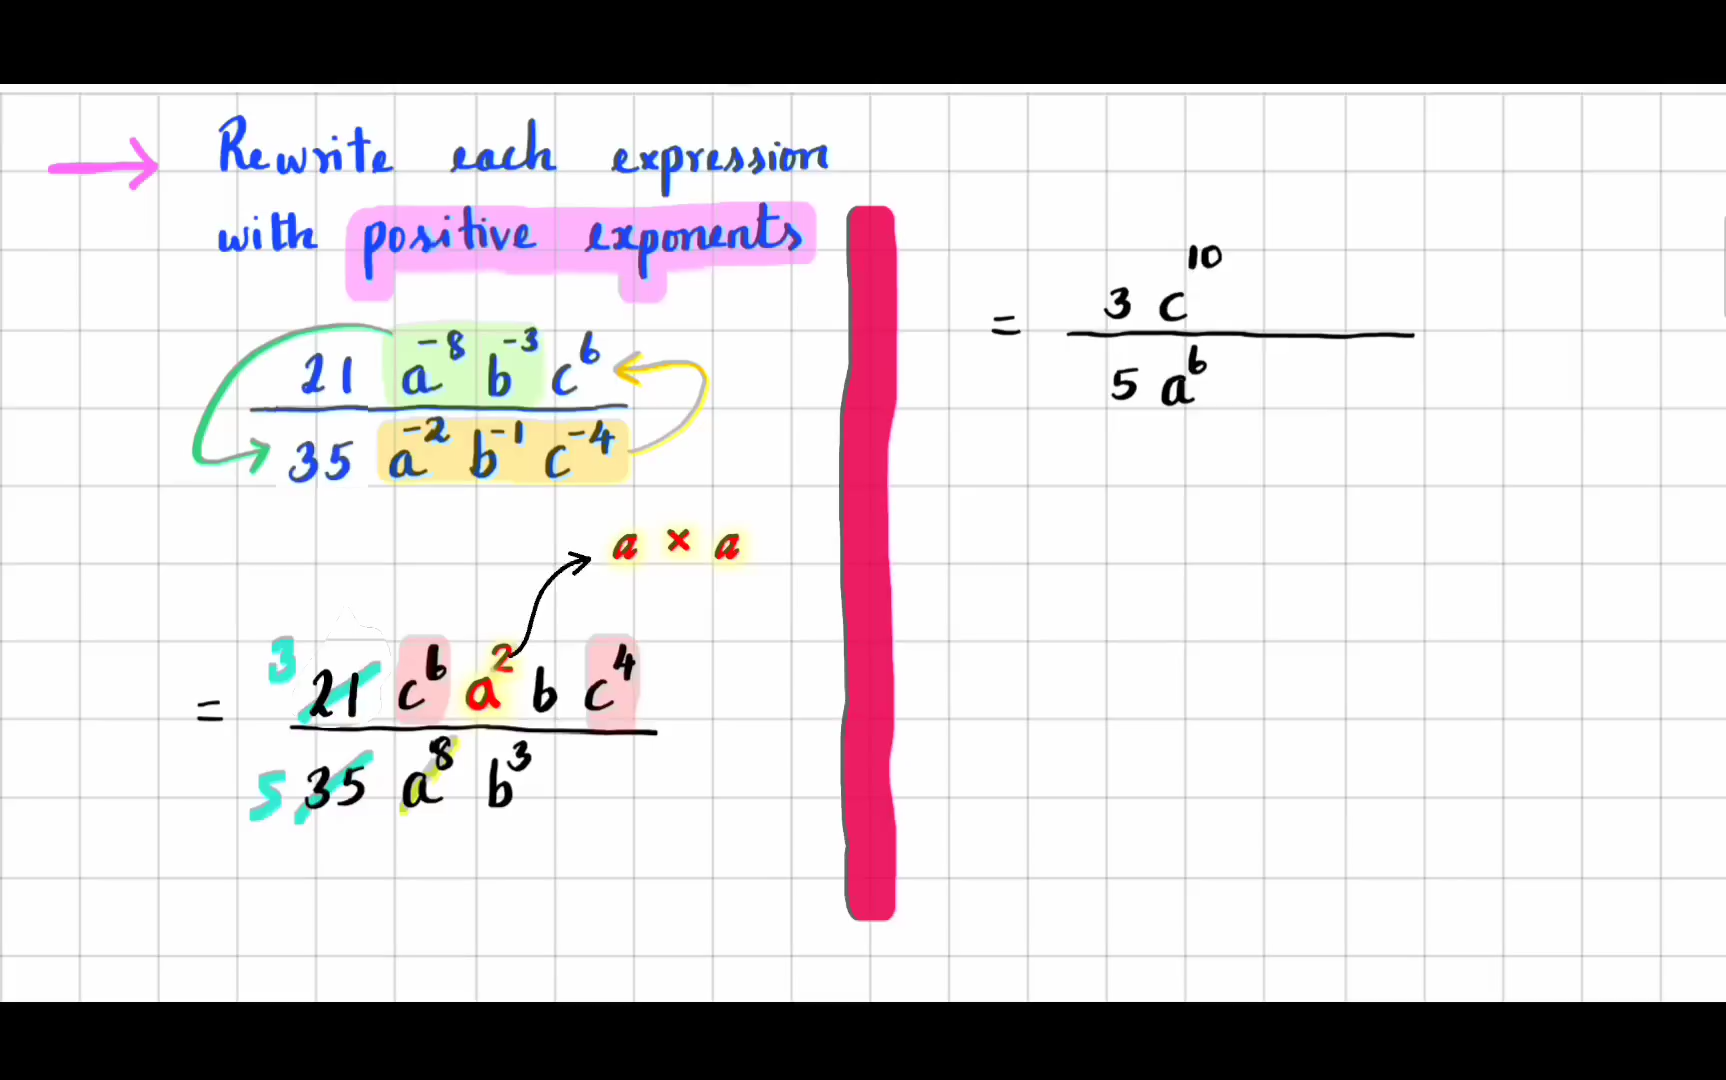 Rewrite each expression
with positive exponents
21 a⁻⁸ b⁻³ c⁶
35 a⁻² b⁻¹ c⁻⁴
a × a
3 21 c⁶ a² b c⁴
=
5 35 a⁸ b³
3 c¹⁰
=
5 a⁶